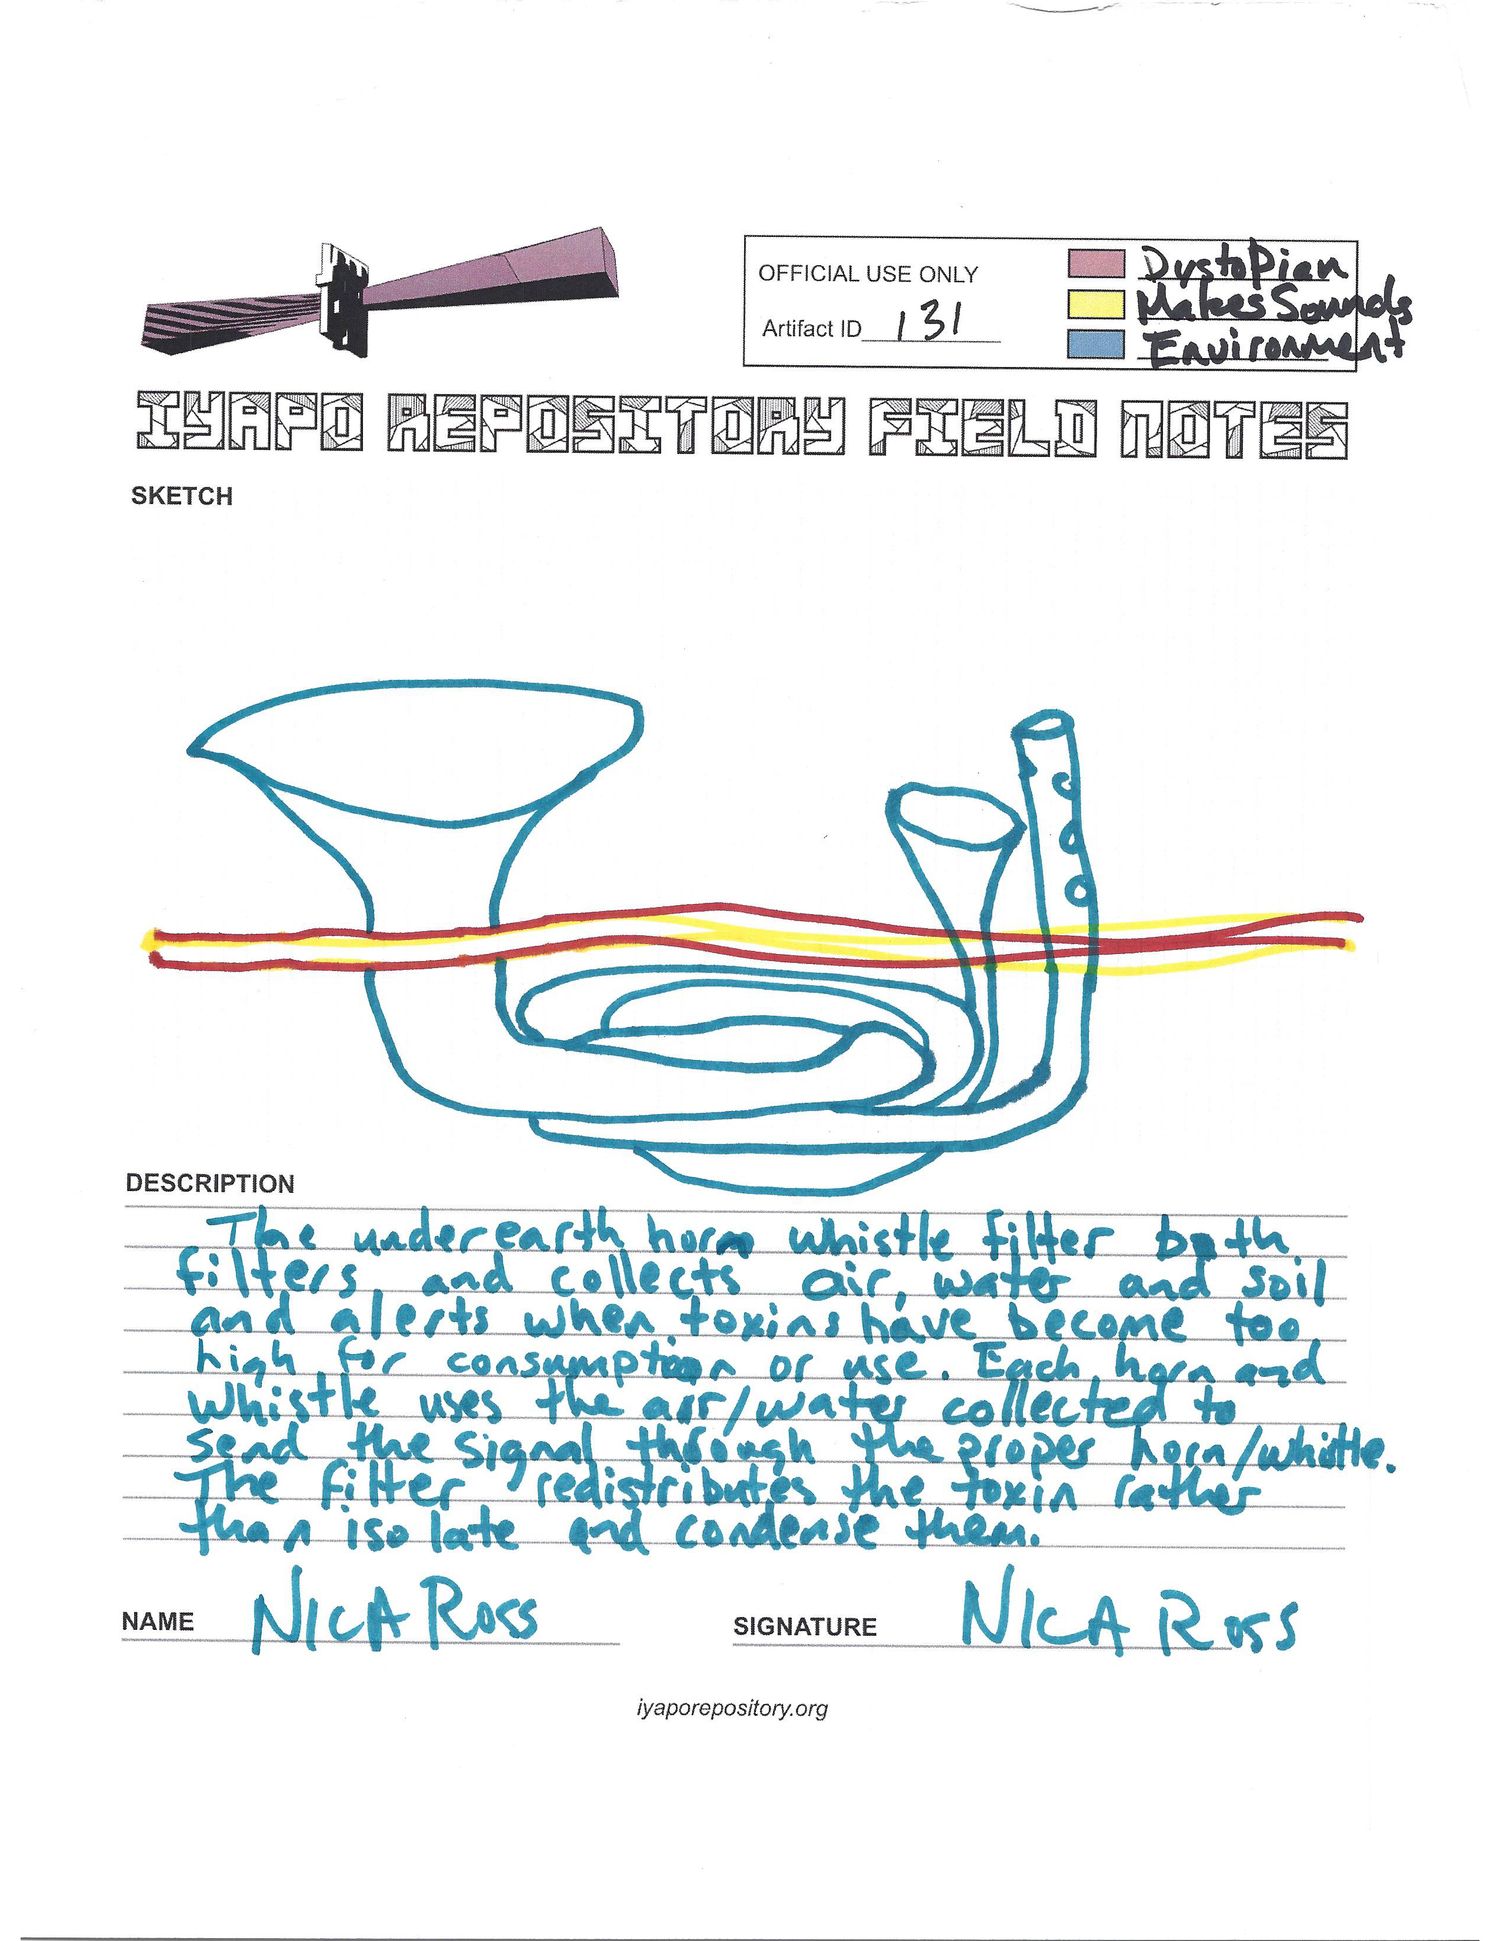 OFFICIAL USE ONLY
Artifact ID 131
Dystopian
Makes Sounds
Environment
IYAPO REPOSITORY FIELD NOTES
SKETCH
DESCRIPTION
The underearth horn whistle filter both
filters and collects air, water and soil
and alerts when toxins have become too
high for consumption or use. Each horn and
whistle uses the air/water collected to
send the signal through the proper horn/whistle.
The filter redistributes the toxin rather
than isolate and condense them.
NAME NICA ROSS
SIGNATURE NICA ROSS
iyaporepository.org